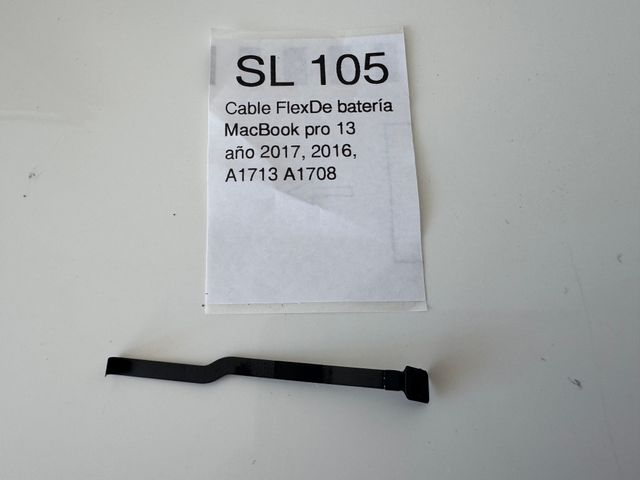 SL 105
Cable FlexDe batería
MacBook pro 13
año 2017, 2016,
A1713 A1708